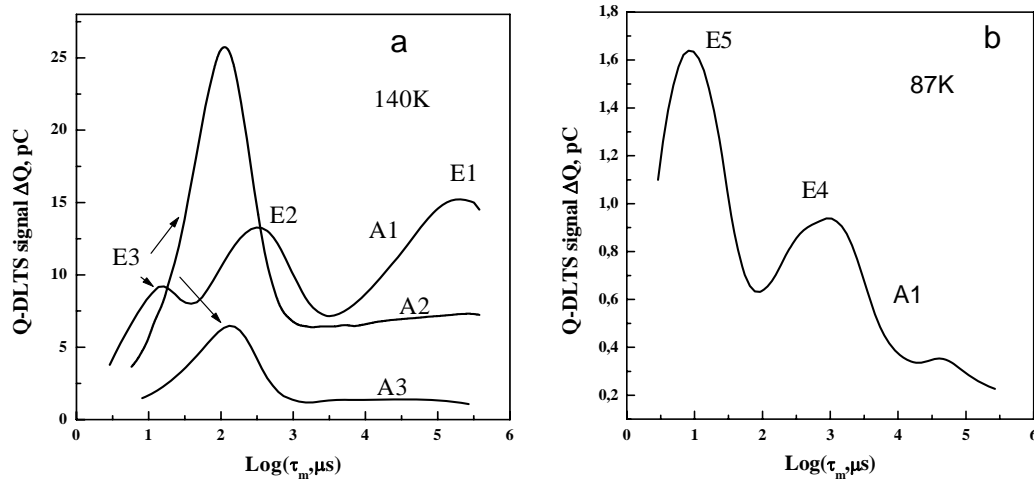 a
140K
E1
E2
A1
E3
A2
A3
25
20
15
10
5
0
Q-DLTS signal ΔQ, pC
0 1 2 3 4 5 6
Log(τm,μs)
b
E5
87K
E4
A1
1,8
1,6
1,4
1,2
1,0
0,8
0,6
0,4
0,2
Q-DLTS signal ΔQ, pC
0 1 2 3 4 5 6
Log(τm,μs)